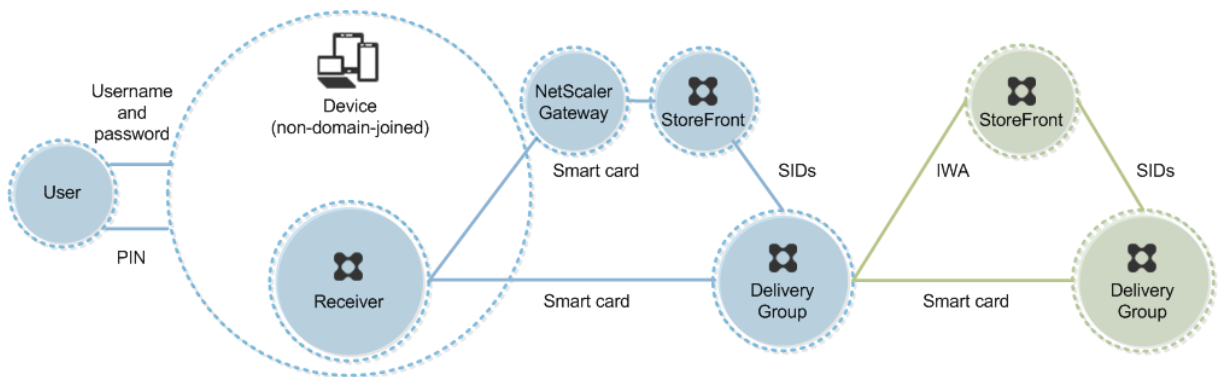 Username
and
password
User
PIN
Device
(non-domain-joined)
Receiver
NetScaler
Gateway
StoreFront
Smart card
SIDs
Smart card
Delivery
Group
StoreFront
IWA
SIDs
Smart card
Delivery
Group